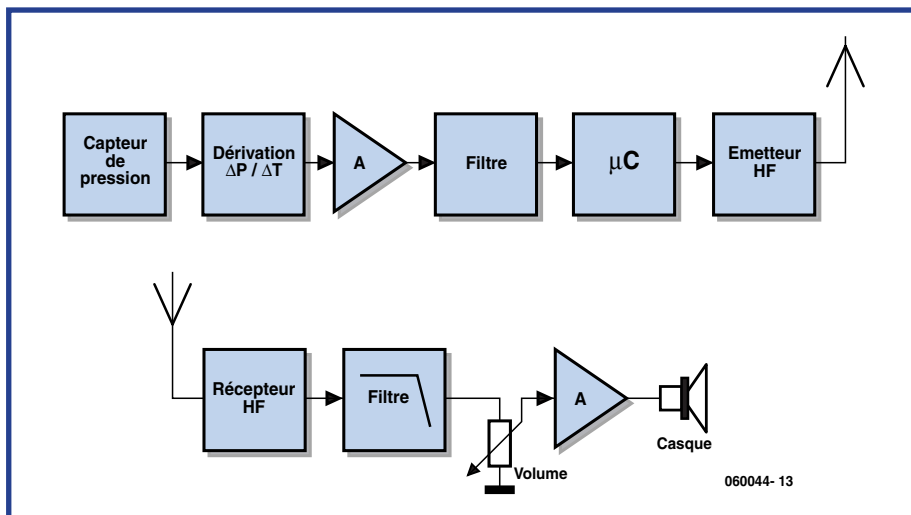 Capteur
de
pression
Dérivation
ΔP / ΔT
A
Filtre
µC
Emetteur
HF
Récepteur
HF
Filtre
A
Volume
Casque
060044- 13